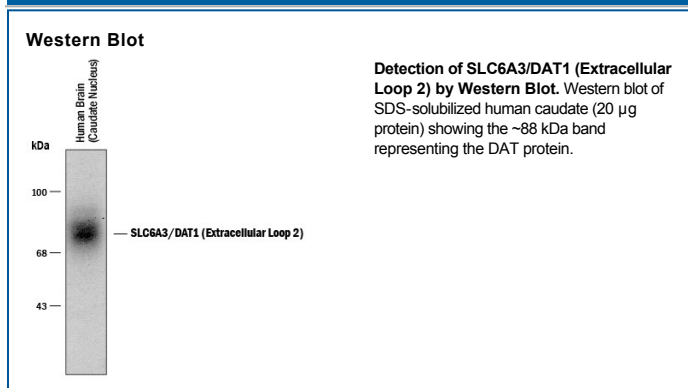 Western Blot
Human Brain
(Caudate Nucleus)
kDa
100
68
43
SLC6A3/DAT1 (Extracellular Loop 2)
Detection of SLC6A3/DAT1 (Extracellular
Loop 2) by Western Blot. Western blot of
SDS-solubilized human caudate (20 µg
protein) showing the ~88 kDa band
representing the DAT protein.